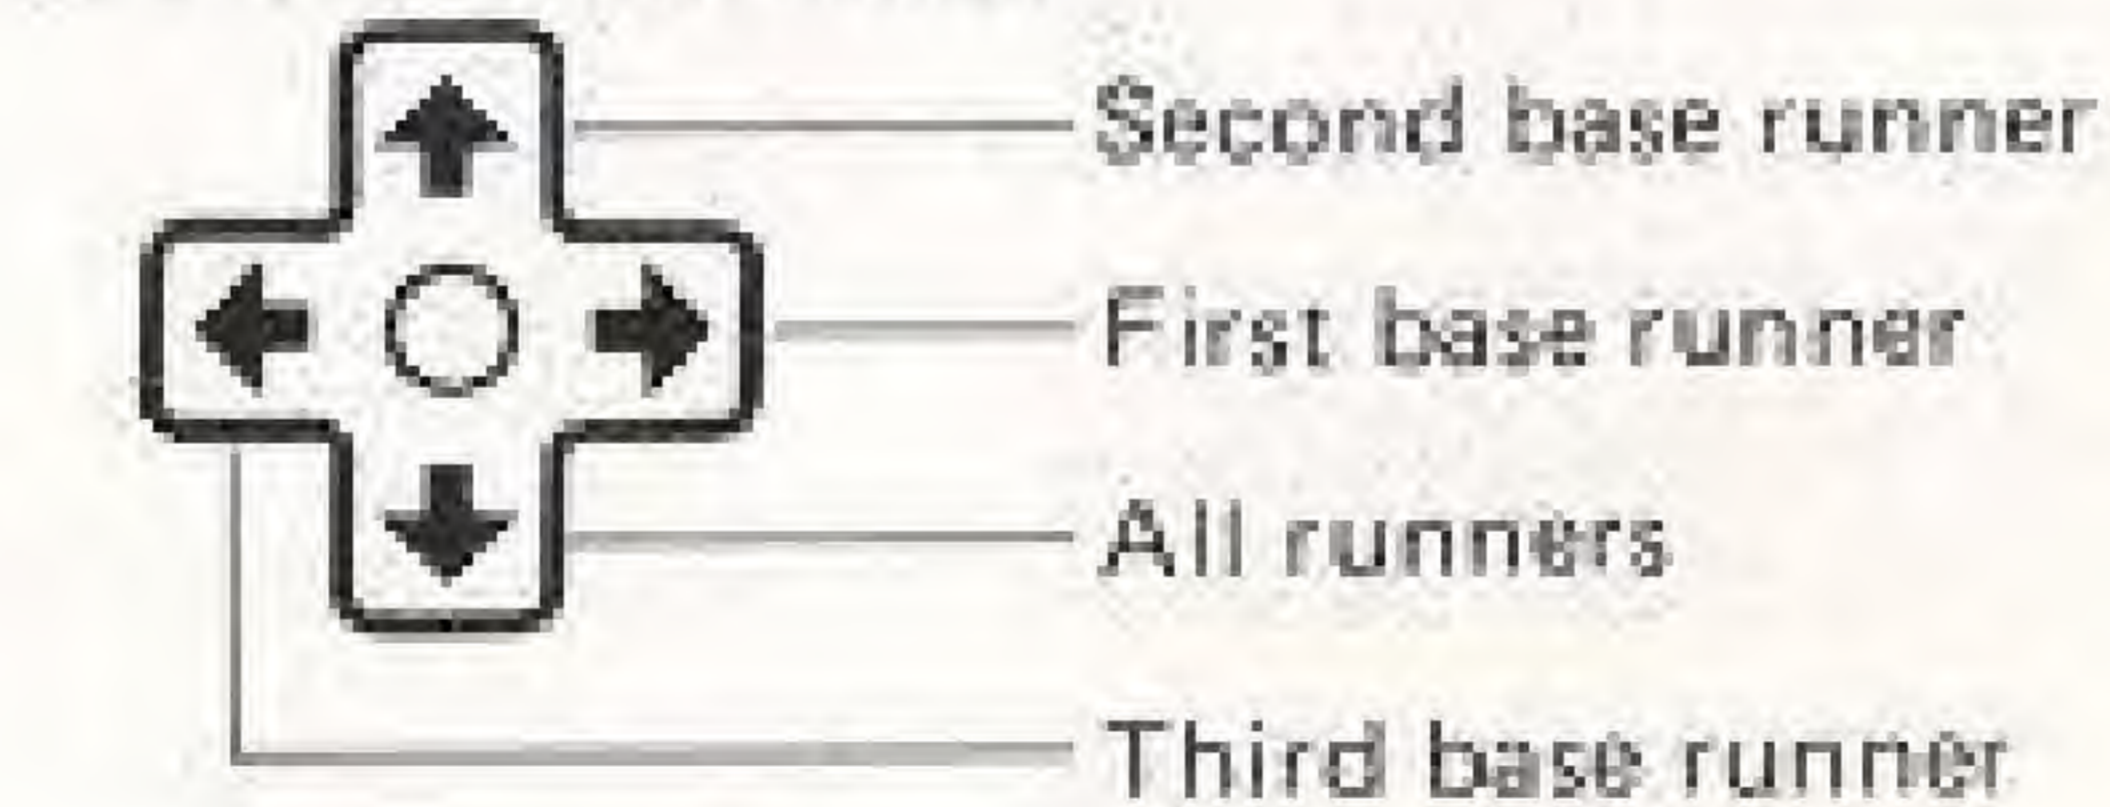 Second base runner
First base runner
All runners
Third base runner